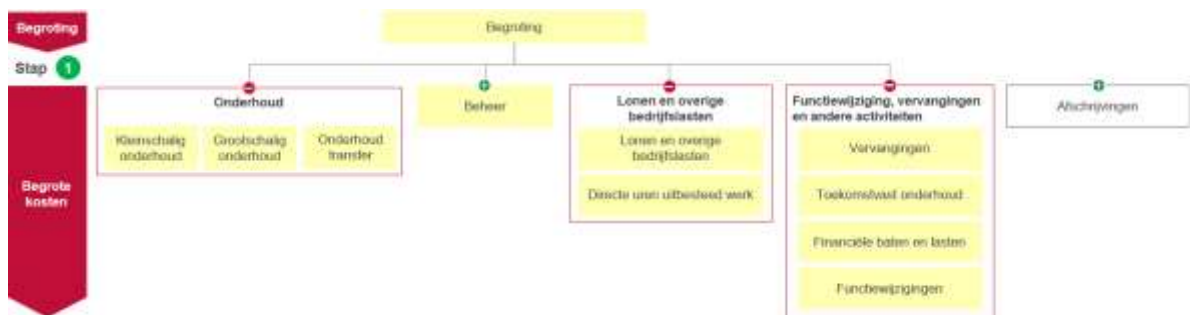 Begroting
Begroting
Stap 1
Onderhoud
Beheer
Lonen en overige
bedrijfslasten
Functiewijziging, vervangingen
en andere activiteiten
Afschrijvingen
Kleinschalig
onderhoud
Grootschalig
onderhoud
Onderhoud
transfer
Lonen en overige
bedrijfslasten
Vervangingen
Begrote
kosten
Directe uren uitbesteed werk
Toekomstvast onderhoud
Financiële baten en lasten
Functiewijzigingen